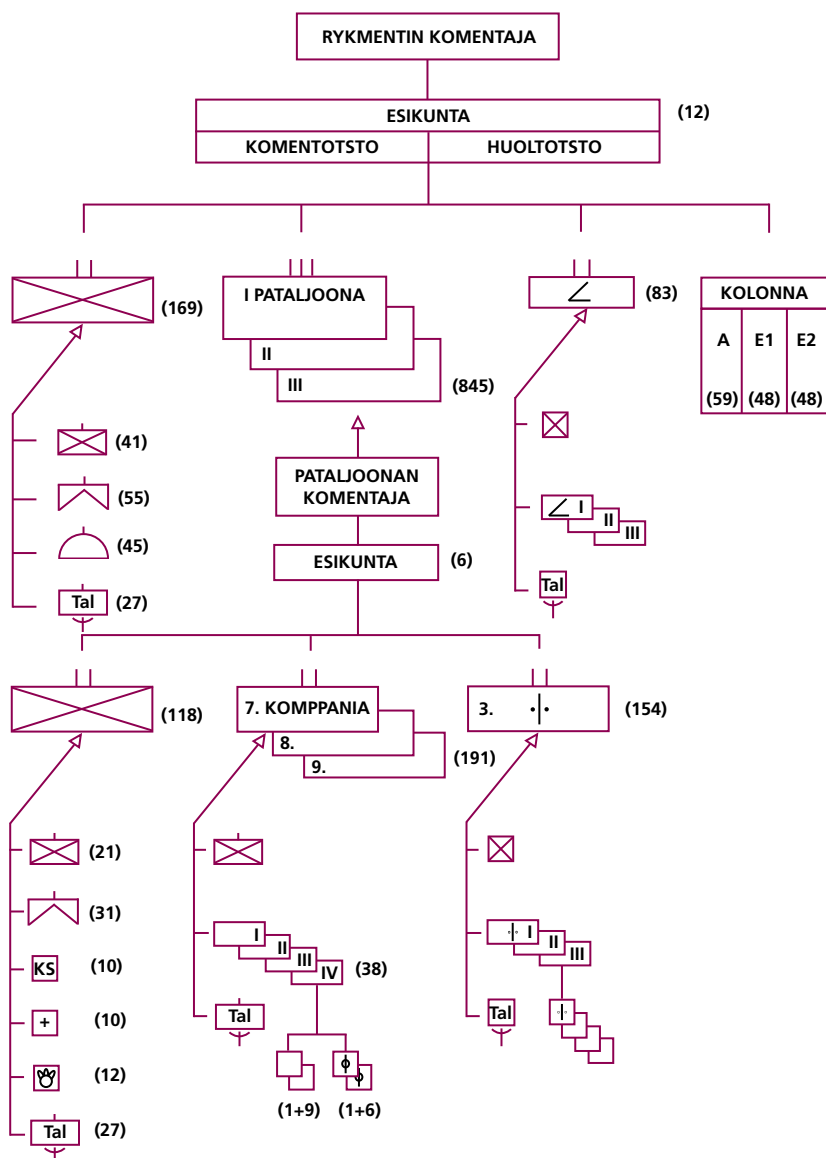 RYKMENTIN KOMENTAJA
ESIKUNTA
(12)
KOMENTOTSTO
HUOLTOTSTO
(169)
I PATALJOONA
II
III
(845)
(83)
KOLONNA
A
E1
E2
(59)
(48)
(48)
(41)
(55)
(45)
Tal
(27)
PATALJOONAN
KOMENTAJA
ESIKUNTA
(6)
I
II
III
Tal
(118)
7. KOMPPANIA
8.
9.
(191)
3.
(154)
(21)
(31)
KS
(10)
+
(10)
(12)
Tal
(27)
I
II
III
IV
(38)
Tal
(1+9)
(1+6)
I
II
III
Tal